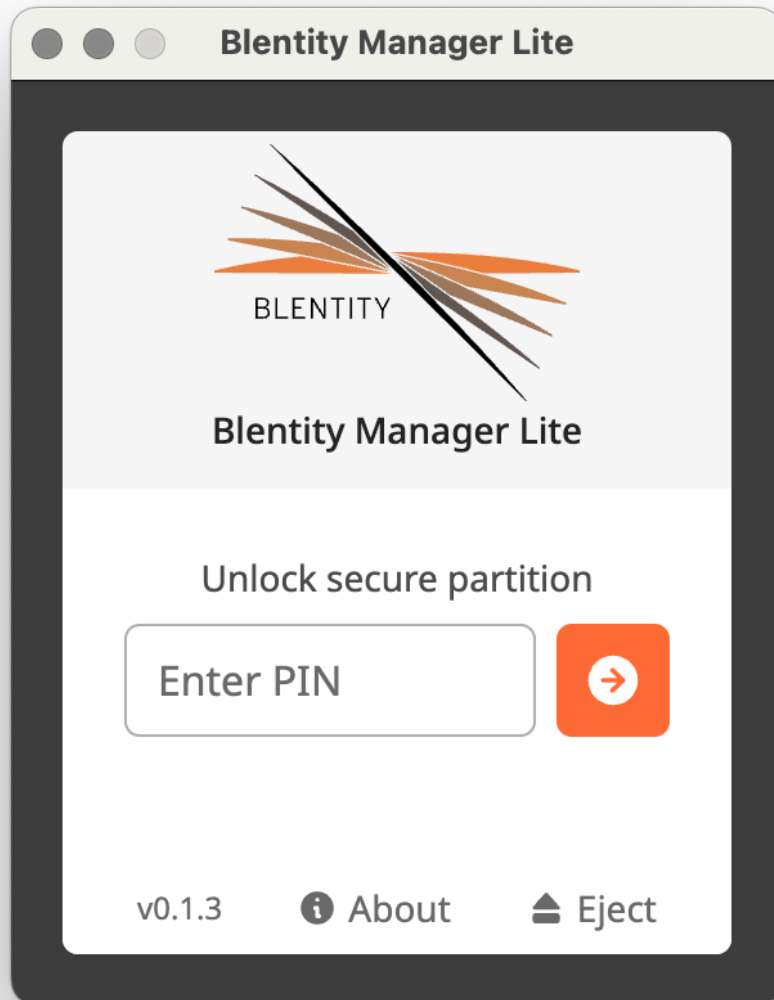 Blentity Manager Lite
BLENTITY
Blentity Manager Lite
Unlock secure partition
Enter PIN
v0.1.3 About Eject